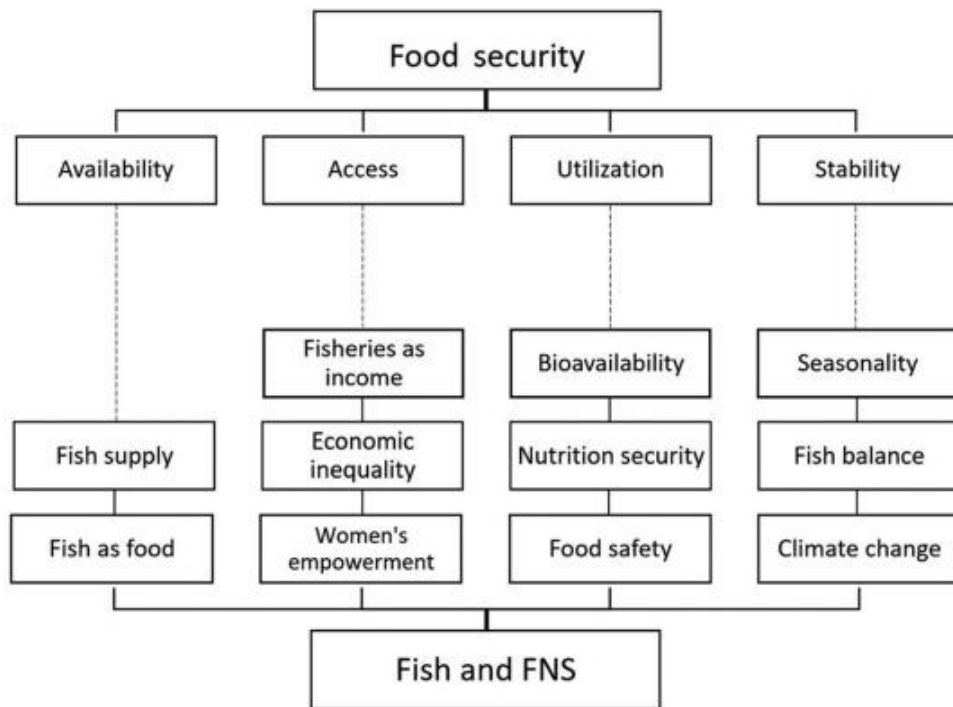 Food security
Availability
Access
Utilization
Stability
Fisheries as
income
Bioavailability
Seasonality
Fish supply
Economic
inequality
Nutrition security
Fish balance
Fish as food
Women's
empowerment
Food safety
Climate change
Fish and FNS